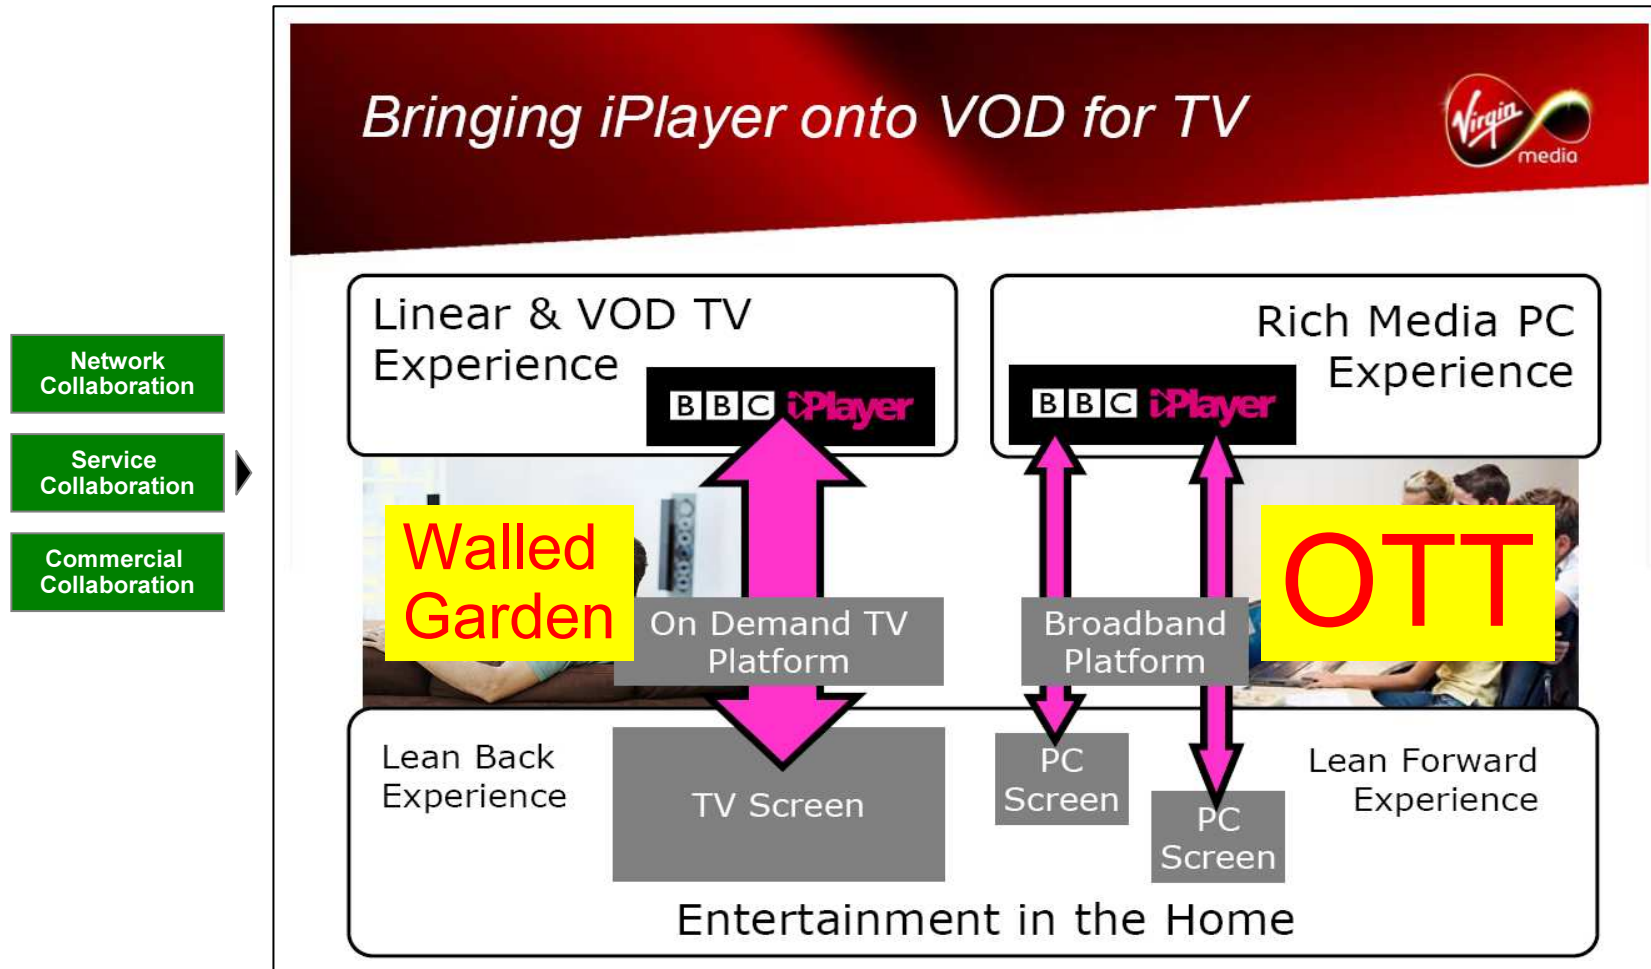 Bringing iPlayer onto VOD for TV
Virgin
media
Network
Collaboration
Service
Collaboration
Commercial
Collaboration
Linear & VOD TV
Experience
BBC iPlayer
Rich Media PC
Experience
BBC iPlayer
Walled
Garden
On Demand TV
Platform
Broadband
Platform
OTT
Lean Back
Experience
TV Screen
PC
Screen
PC
Screen
Lean Forward
Experience
Entertainment in the Home